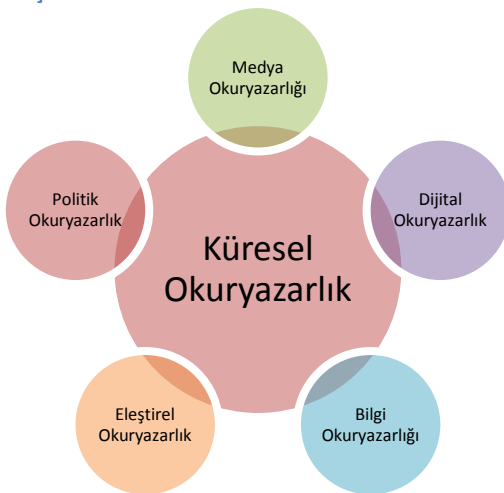 Medya
Okuryazarlığı
Politik
Okuryazarlık
Dijital
Okuryazarlık
Küresel
Okuryazarlık
Eleştirel
Okuryazarlık
Bilgi
Okuryazarlığı